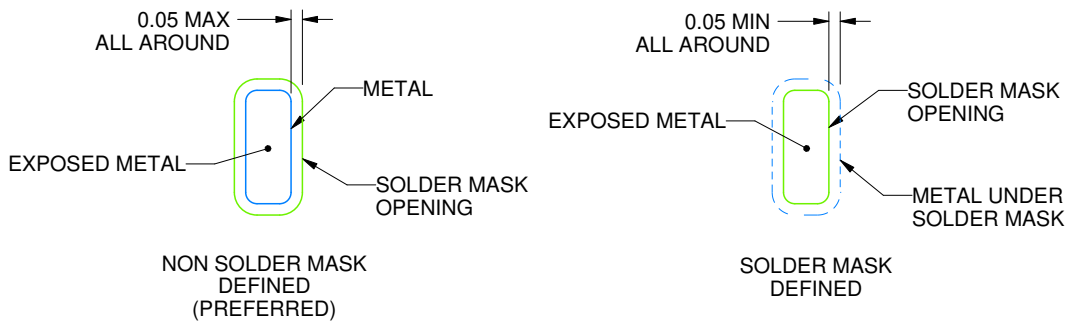 0.05 MAX
ALL AROUND
METAL
EXPOSED METAL
SOLDER MASK
OPENING
NON SOLDER MASK
DEFINED
(PREFERRED)
0.05 MIN
ALL AROUND
SOLDER MASK
OPENING
EXPOSED METAL
METAL UNDER
SOLDER MASK
SOLDER MASK
DEFINED